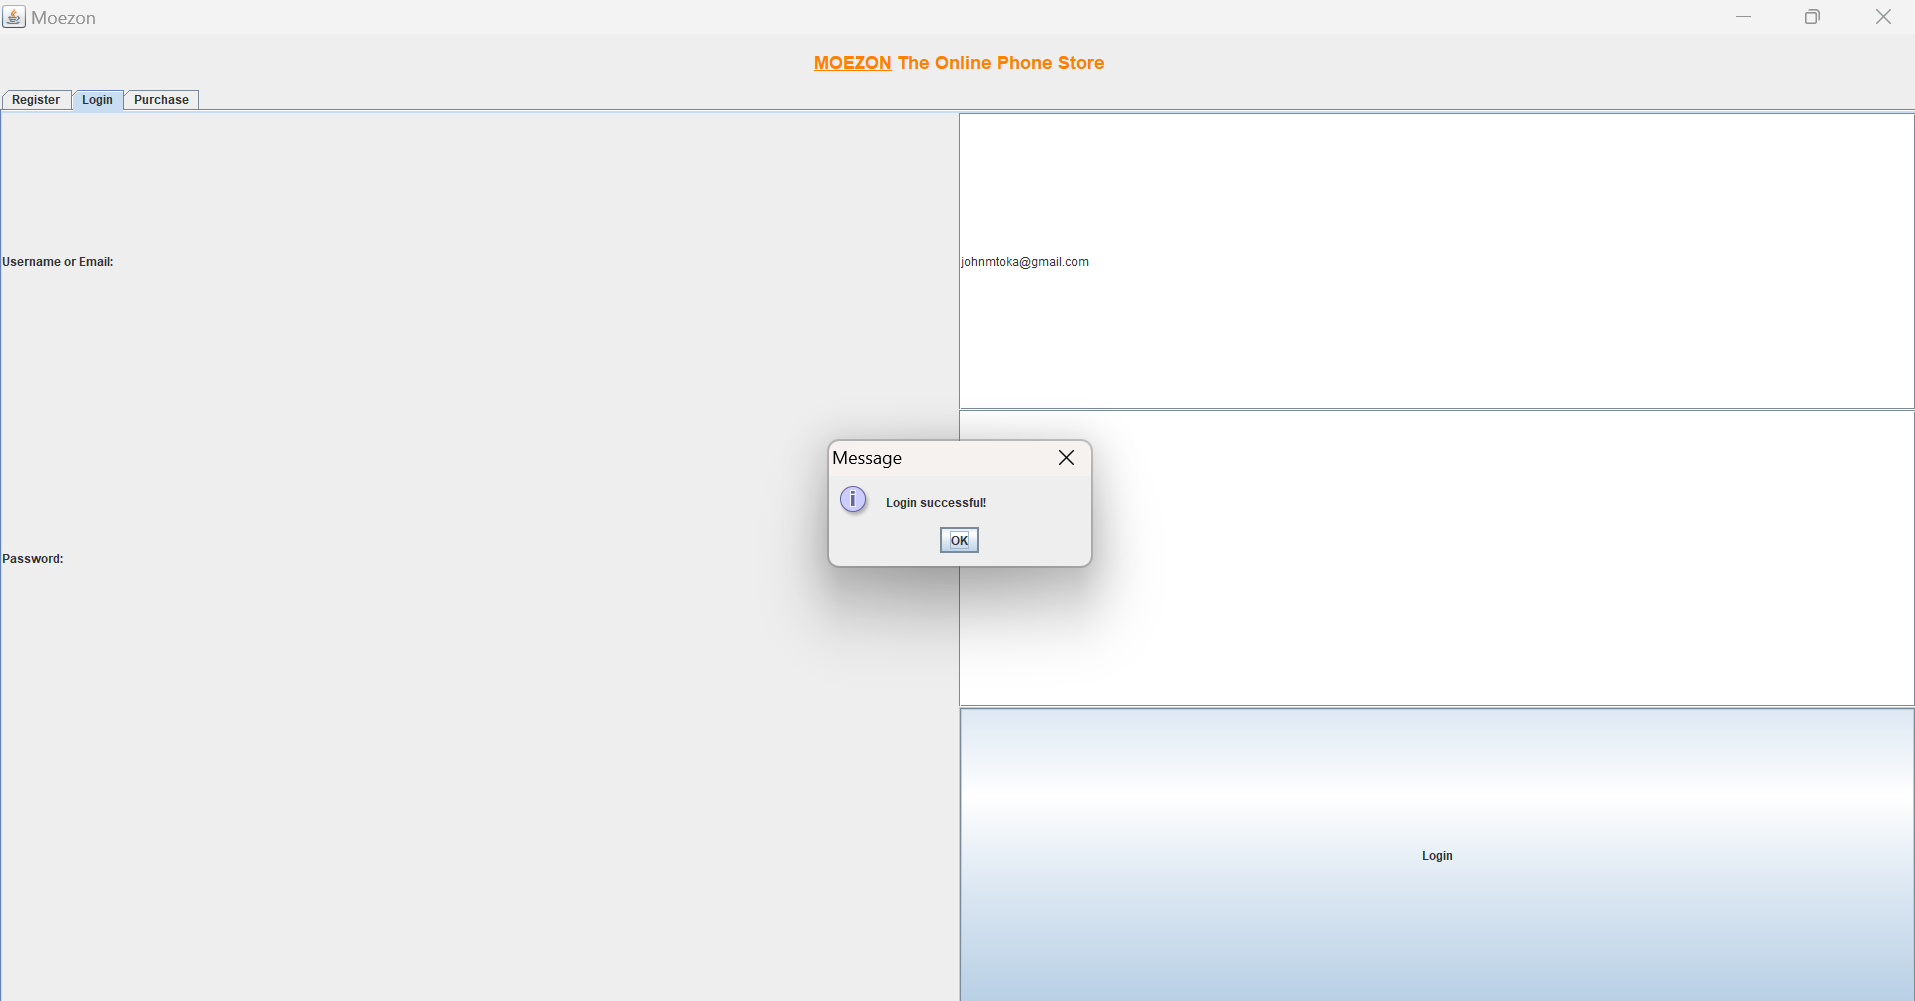 Moezon
MOEZON The Online Phone Store
Register Login Purchase
Username or Email:
johnmtoka@gmail.com
Message
Login successful!
OK
Password:
Login